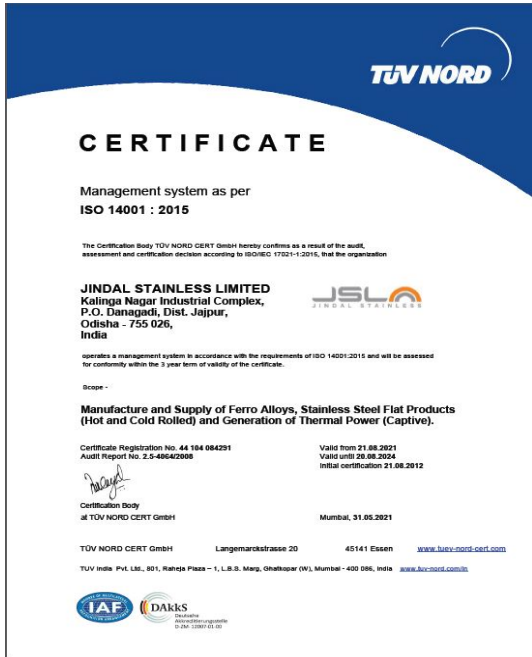 TÜV NORD
CERTIFICATE
Management system as per
ISO 14001 : 2015
The Certification Body TÜV NORD CERT GmbH hereby confirms as a result of the audit,
assessment and certification decision according to ISO/IEC 17021-1:2015, that the organization
JINDAL STAINLESS LIMITED
Kalinga Nagar Industrial Complex,
P.O. Danagadi, Dist. Jajpur,
Odisha - 755 026,
India
JSL
JINDAL STAINLESS
operates a management system in accordance with the requirements of ISO 14001:2015 and will be assessed
for conformity within the 3 year term of validity of the certificate.
Scope -
Manufacture and Supply of Ferro Alloys, Stainless Steel Flat Products
(Hot and Cold Rolled) and Generation of Thermal Power (Captive).
Certificate Registration No. 44 104 084291
Audit Report No. 2.5-4064/2008
Valid from 21.08.2021
Valid until 20.08.2024
Initial certification 21.08.2012
Certification Body
at TÜV NORD CERT GmbH
Mumbai, 31.05.2021
TÜV NORD CERT GmbH Langemarckstrasse 20 45141 Essen www.tuev-nord-cert.com
TUV India Pvt. Ltd., 801, Raheja Plaza – 1, L.B.S. Marg, Ghatkopar (W), Mumbai - 400 086, India www.tuv-nord.com/in
IAF
DAkkS
Deutsche
Akkreditierungsstelle
D-ZM-12007-01-00